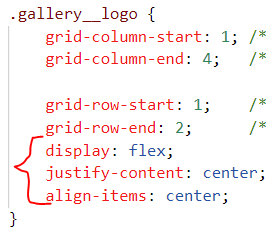 .gallery__logo {
grid-column-start: 1; /*
grid-column-end: 4; /*
grid-row-start: 1; /*
grid-row-end: 2; /*
display: flex;
justify-content: center;
align-items: center;
}